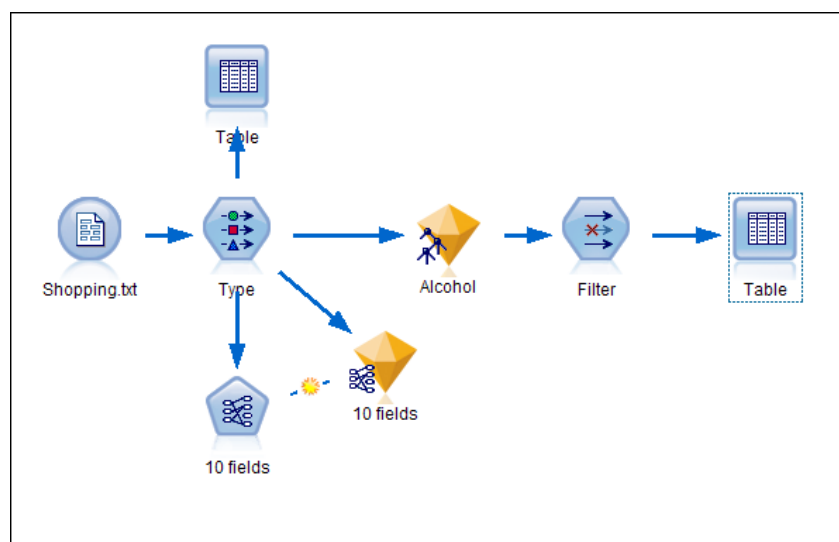 Table
Shopping.txt
Type
Alcohol
Filter
Table
10 fields
10 fields